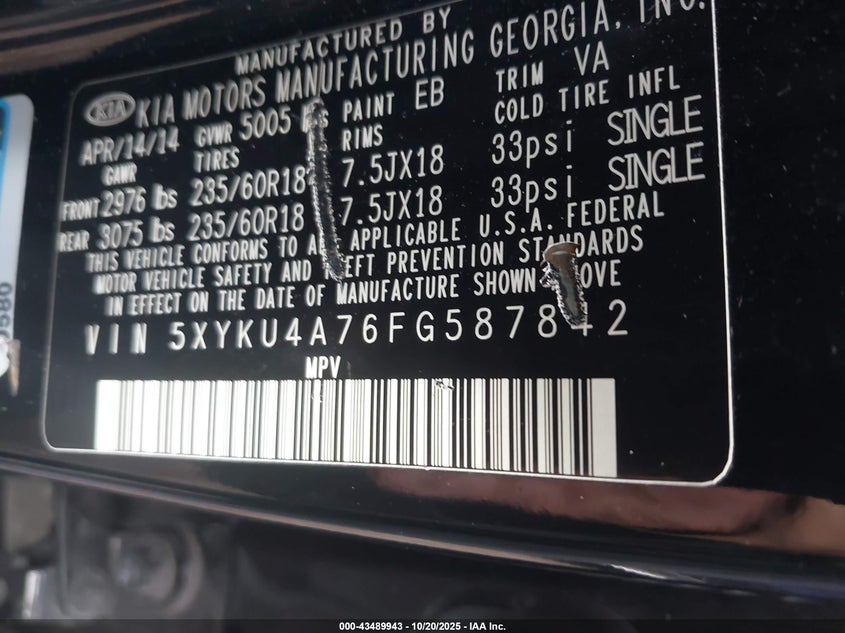 MANUFACTURED BY
KIA KIA MOTORS MANUFACTURING GEORGIA, INC.
APR/14/14 GVWR 5005 lbs PAINT EB TRIM VA
GAWR TIRES RIMS COLD TIRE INFL
FRONT 2976 lbs 235/60R18 7.5JX18 33psi SINGLE
REAR 3075 lbs 235/60R18 7.5JX18 33psi SINGLE
THIS VEHICLE CONFORMS TO ALL APPLICABLE U.S.A. FEDERAL
MOTOR VEHICLE SAFETY AND THEFT PREVENTION STANDARDS
IN EFFECT ON THE DATE OF MANUFACTURE SHOWN ABOVE
VIN 5XYKU4A76FG587842
MPV
000-43489943 / 10/20/2025 - IAA Inc.